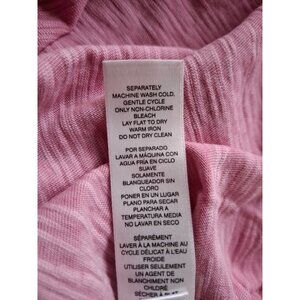 SEPARATELY
MACHINE WASH COLD,
GENTLE CYCLE
ONLY NON-CHLORINE
BLEACH
LAY FLAT TO DRY
WARM IRON
DO NOT DRY CLEAN
POR SEPARADO
LAVAR A MÁQUINA CON
AGUA FRÍA EN CICLO
SUAVE
SOLAMENTE
BLANQUEADOR SIN
CLORO
PONER EN UN LUGAR
PLANO PARA SECAR
PLANCHAR A
TEMPERATURA MEDIA
NO LAVAR EN SECO
SÉPARÉMENT
LAVER À LA MACHINE AU
CYCLE DÉLICAT À L'EAU
FROIDE
UTILISER SEULEMENT
UN AGENT DE
BLANCHIMENT NON
CHLORÉ
SÉCHER À PLAT